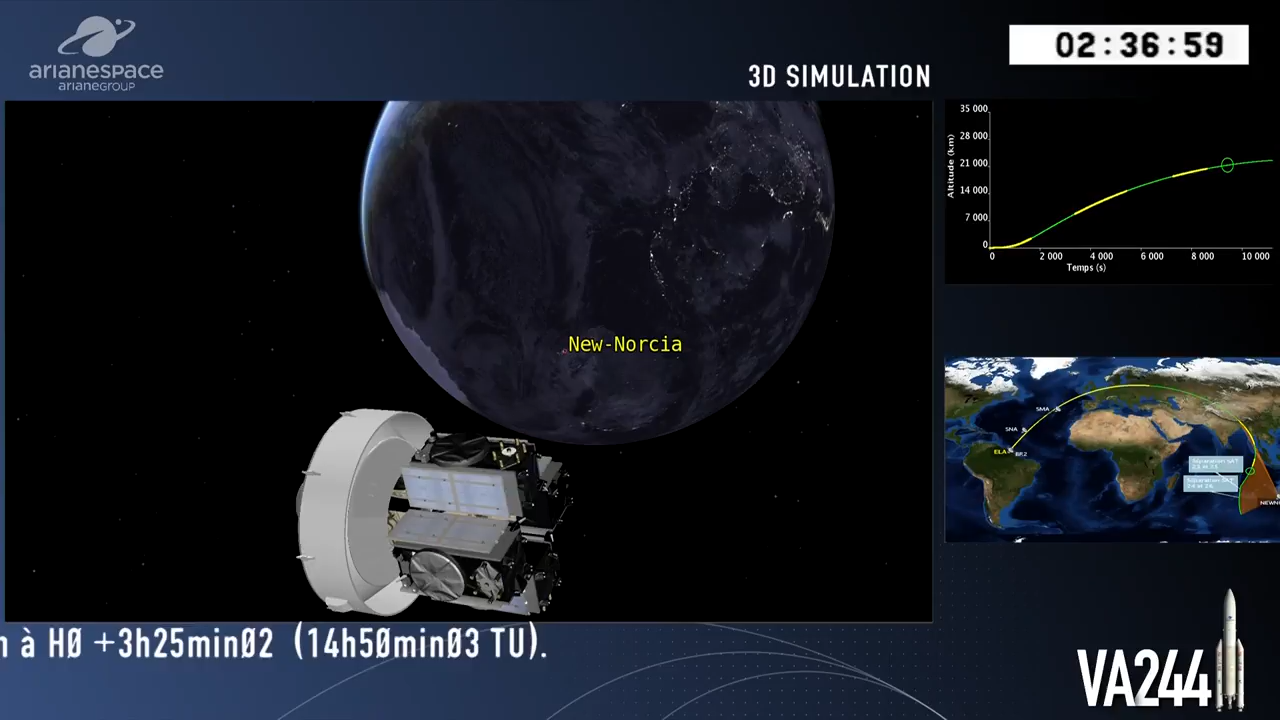 arianespace
arianeGROUP
3D SIMULATION
02:36:59
35 000
28 000
21 000
14 000
7 000
0
Altitude (km)
0 2 000 4 000 6 000 8 000 10 000
Temps (s)
New-Norcia
SMA
SNA
ELA
à HØ +3h25minØ2 (14h5ØminØ3 TU).
VA244